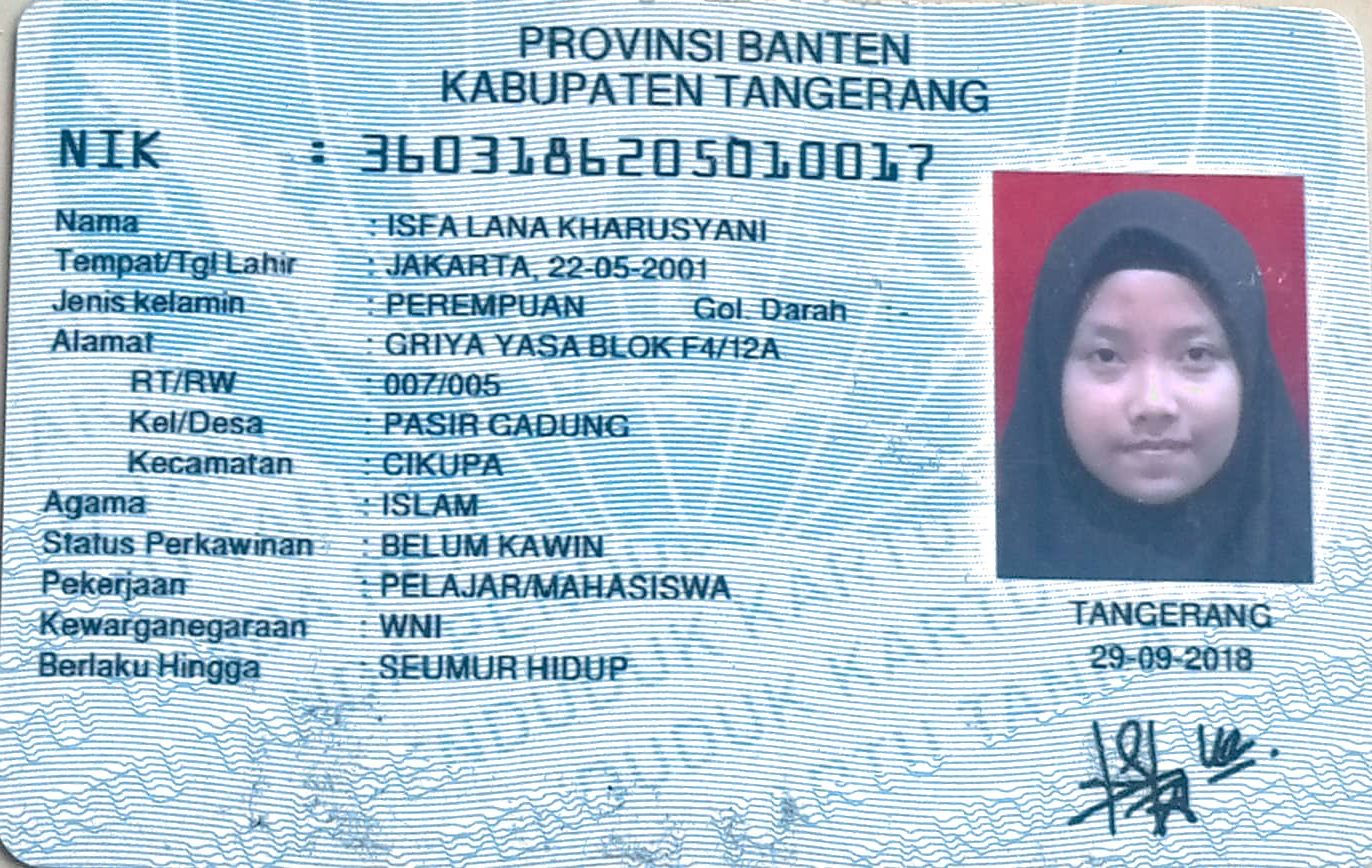 PROVINSI BANTEN
KABUPATEN TANGERANG
NIK : 3603186205010017
Nama : ISFA LANA KHARUSYANI
Tempat/Tgl Lahir : JAKARTA, 22-05-2001
Jenis kelamin : PEREMPUAN Gol. Darah : -
Alamat : GRIYA YASA BLOK F4/12A
RT/RW : 007/005
Kel/Desa : PASIR GADUNG
Kecamatan : CIKUPA
Agama : ISLAM
Status Perkawinan : BELUM KAWIN
Pekerjaan : PELAJAR/MAHASISWA
Kewarganegaraan : WNI
Berlaku Hingga : SEUMUR HIDUP
TANGERANG
29-09-2018